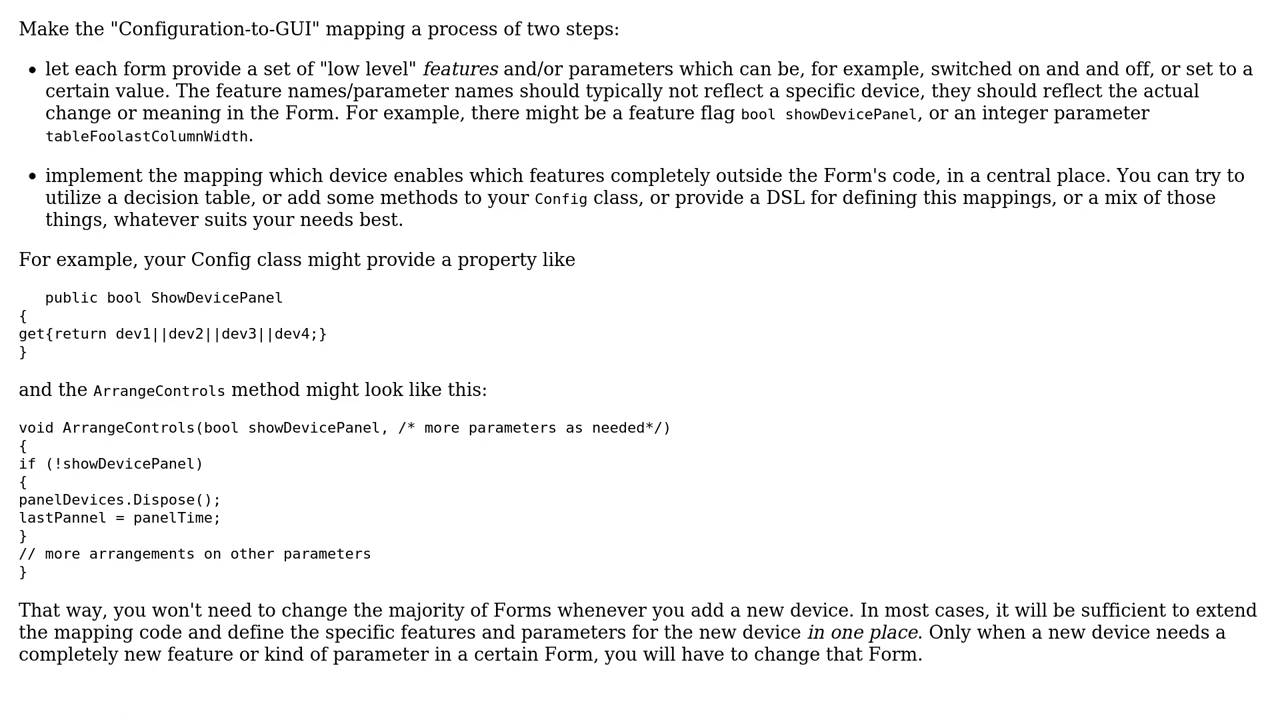 Make the "Configuration-to-GUI" mapping a process of two steps:
• let each form provide a set of "low level" features and/or parameters which can be, for example, switched on and and off, or set to a
certain value. The feature names/parameter names should typically not reflect a specific device, they should reflect the actual
change or meaning in the Form. For example, there might be a feature flag bool showDevicePanel, or an integer parameter
tableFoolastColumnWidth.
• implement the mapping which device enables which features completely outside the Form's code, in a central place. You can try to
utilize a decision table, or add some methods to your Config class, or provide a DSL for defining this mappings, or a mix of those
things, whatever suits your needs best.
For example, your Config class might provide a property like
public bool ShowDevicePanel
{
get{return dev1||dev2||dev3||dev4;}
}
and the ArrangeControls method might look like this:
void ArrangeControls(bool showDevicePanel, /* more parameters as needed*/)
{
if (!showDevicePanel)
{
panelDevices.Dispose();
lastPannel = panelTime;
}
// more arrangements on other parameters
}
That way, you won't need to change the majority of Forms whenever you add a new device. In most cases, it will be sufficient to extend
the mapping code and define the specific features and parameters for the new device in one place. Only when a new device needs a
completely new feature or kind of parameter in a certain Form, you will have to change that Form.